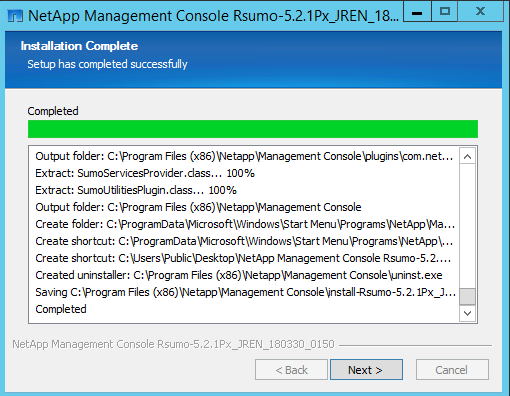 NetApp Management Console Rsumo-5.2.1Px_JREN_18...
Installation Complete
Setup has completed successfully
Completed
Output folder: C:\Program Files (x86)\Netapp\Management Console\plugins\com.net...
Extract: SumoServicesProvider.class... 100%
Extract: SumoUtilitiesPlugin.class... 100%
Output folder: C:\Program Files (x86)\Netapp\Management Console
Create folder: C:\ProgramData\Microsoft\Windows\Start Menu\Programs\NetApp\Ma...
Create shortcut: C:\ProgramData\Microsoft\Windows\Start Menu\Programs\NetApp\...
Create shortcut: C:\Users\Public\Desktop\NetApp Management Console Rsumo-5.2....
Created uninstaller: C:\Program Files (x86)\Netapp\Management Console\uninst.exe
Saving C:\Program Files (x86)\Netapp\Management Console\install-Rsumo-5.2.1Px_J...
Completed
NetApp Management Console Rsumo-5.2.1Px_JREN_180330_0150
< Back
Next >
Cancel